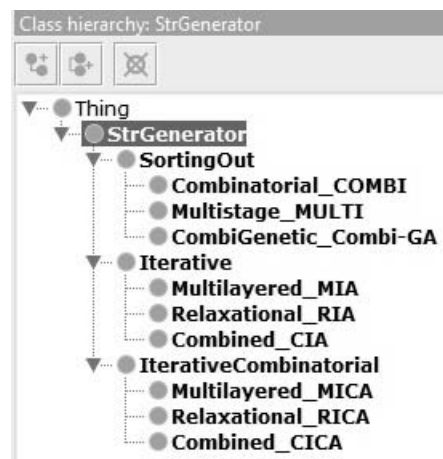 Class hierarchy: StrGenerator
Thing
StrGenerator
SortingOut
Combinatorial_COMBI
Multistage_MULTI
CombiGenetic_Combi-GA
Iterative
Multilayered_MIA
Relaxational_RIA
Combined_CIA
IterativeCombinatorial
Multilayered_MICA
Relaxational_RICA
Combined_CICA